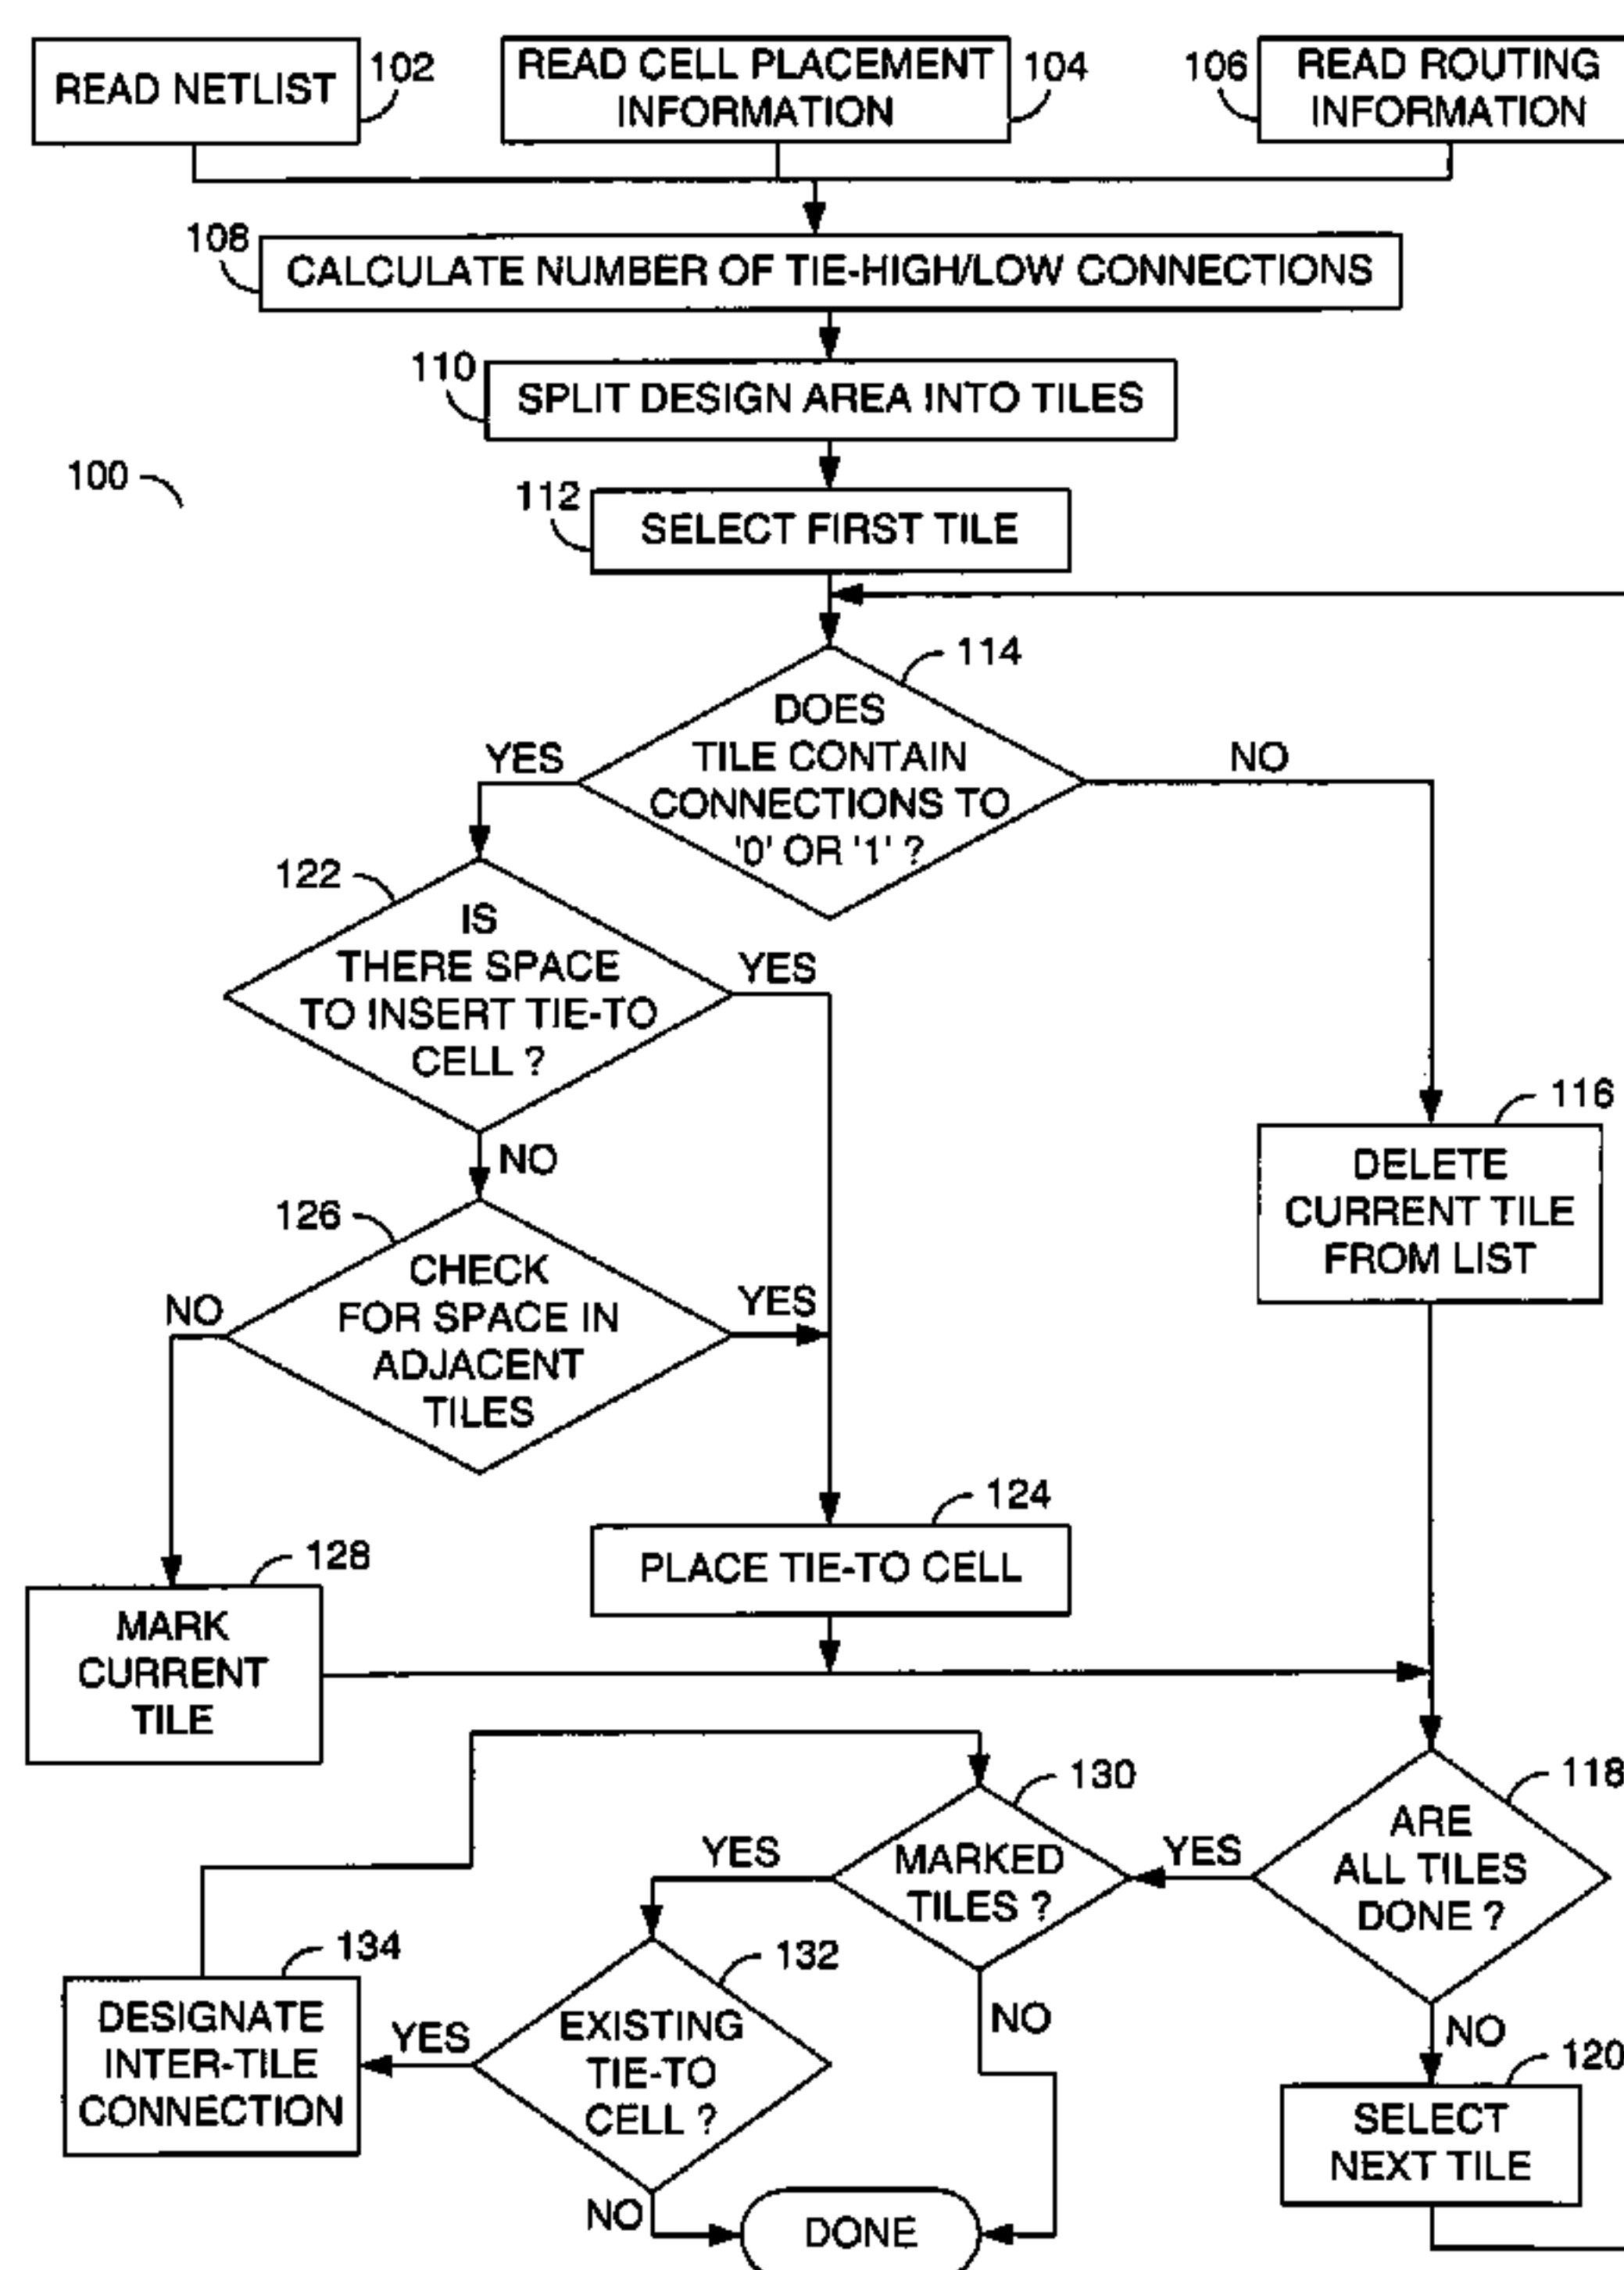 READ NETLIST
102
READ CELL PLACEMENT
INFORMATION
104
106
READ ROUTING
INFORMATION
108
CALCULATE NUMBER OF TIE-HIGH/LOW CONNECTIONS
110
SPLIT DESIGN AREA INTO TILES
100
112
SELECT FIRST TILE
114
DOES
TILE CONTAIN
CONNECTIONS TO
'0' OR '1' ?
YES
NO
122
IS
THERE SPACE
TO INSERT TIE-TO
CELL ?
YES
NO
116
DELETE
CURRENT TILE
FROM LIST
126
CHECK
FOR SPACE IN
ADJACENT
TILES
NO
YES
124
PLACE TIE-TO CELL
128
MARK
CURRENT
TILE
130
MARKED
TILES ?
YES
NO
118
ARE
ALL TILES
DONE ?
YES
NO
132
EXISTING
TIE-TO
CELL ?
YES
NO
134
DESIGNATE
INTER-TILE
CONNECTION
120
SELECT
NEXT TILE
DONE